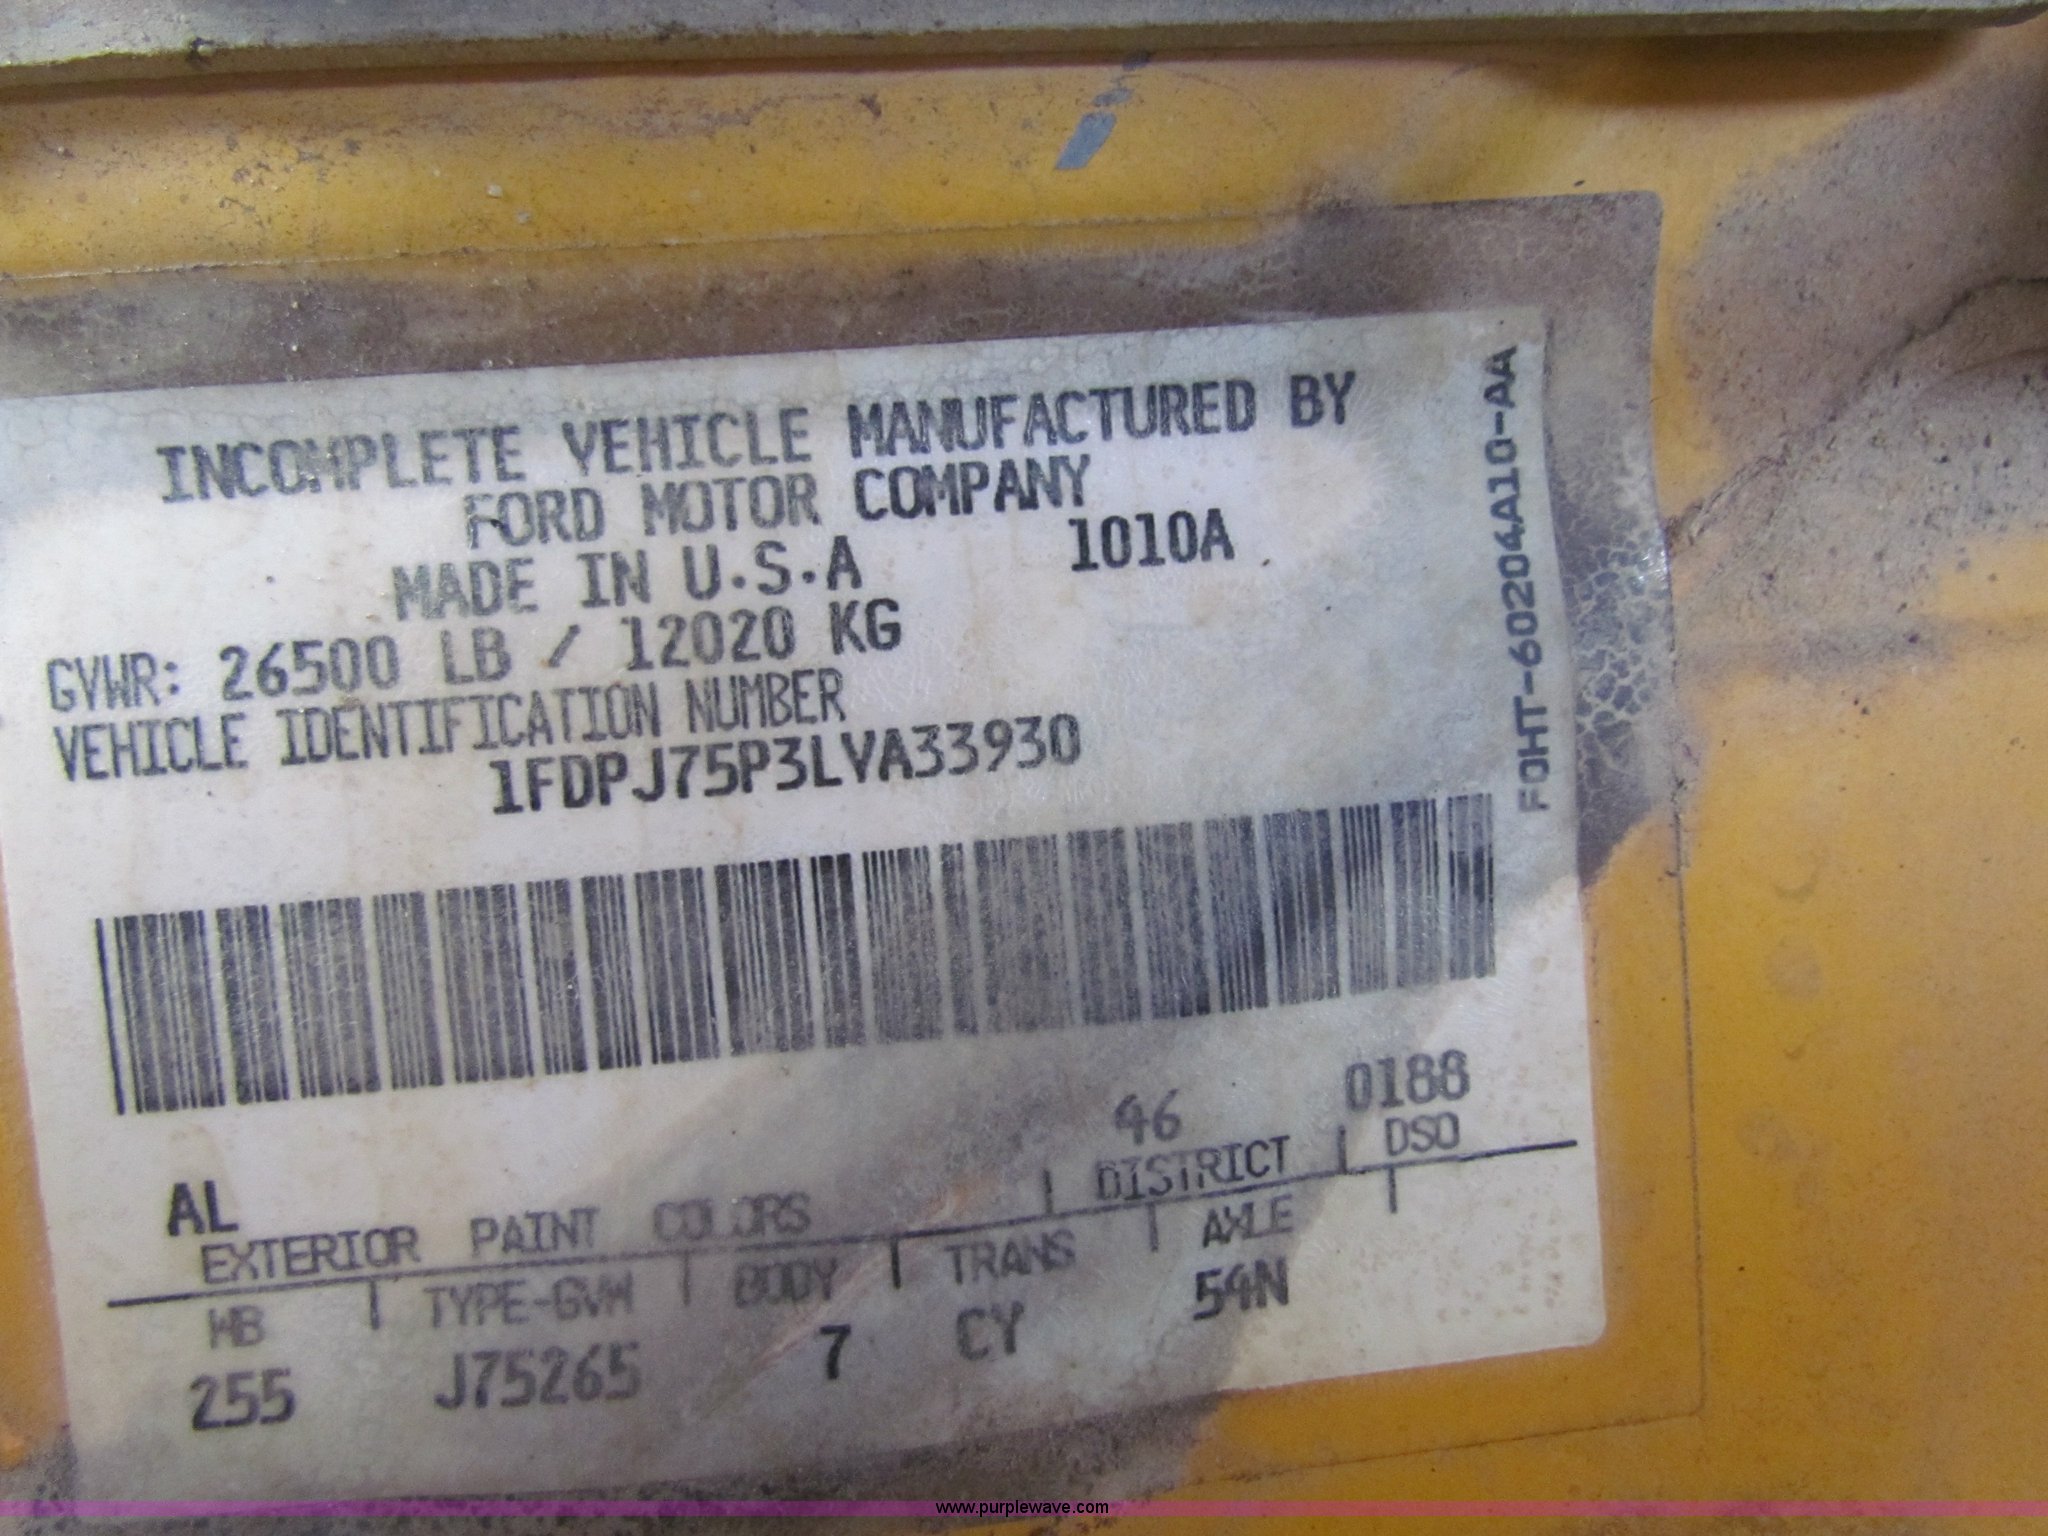 INCOMPLETE VEHICLE MANUFACTURED BY
FORD MOTOR COMPANY
MADE IN U.S.A 1010A
GVWR: 26500 LB / 12020 KG
VEHICLE IDENTIFICATION NUMBER
1FDPJ75P3LVA33930
F0HT-60204A10-AA
46 0188
DISTRICT DSO
AL
EXTERIOR PAINT COLORS
WB TYPE-GVW BODY TRANS AXLE
255 J75265 7 CY 54N
www.purplewave.com